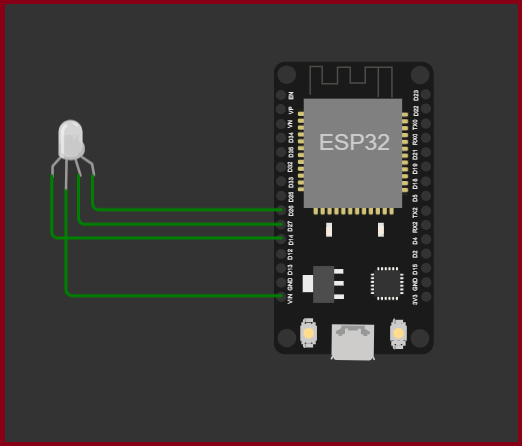 ESP32
EN
VP
VN
D34
D35
D32
D33
D25
D26
D27
D14
D12
D13
GND
VIN
D23
D22
TX0
RX0
D21
D19
D18
D5
TX2
RX2
D4
D2
D15
GND
3V3